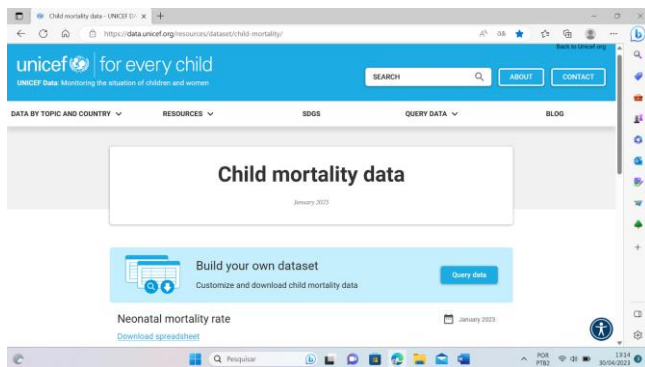 Child mortality data - UNICEF D
https://data.unicef.org/resources/dataset/child-mortality/
Back to Unicef.org
unicef for every child
UNICEF Data: Monitoring the situation of children and women
SEARCH
ABOUT
CONTACT
DATA BY TOPIC AND COUNTRY
RESOURCES
SDGS
QUERY DATA
BLOG
Child mortality data
January 2023
Build your own dataset
Customize and download child mortality data
Query data
Neonatal mortality rate
January 2023
Download spreadsheet
Pesquisar
POR
PTB2
13:14
30/04/2023